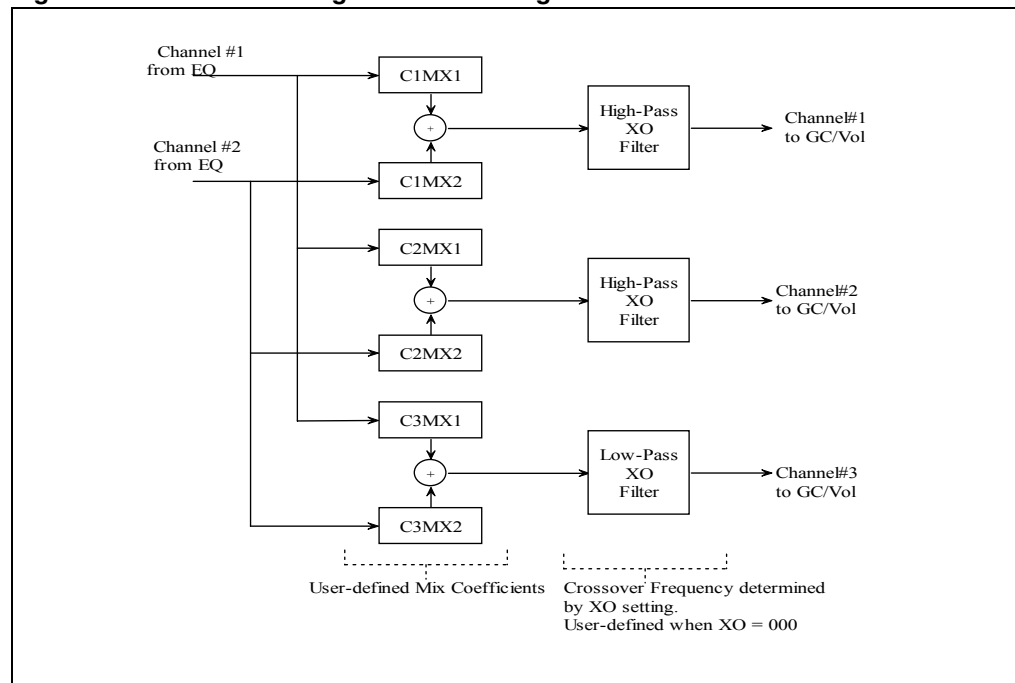 Channel #1
from EQ
C1MX1
+
High-Pass
XO
Filter
Channel#1
to GC/Vol
Channel #2
from EQ
C1MX2
C2MX1
+
High-Pass
XO
Filter
Channel#2
to GC/Vol
C2MX2
C3MX1
+
Low-Pass
XO
Filter
Channel#3
to GC/Vol
C3MX2
User-defined Mix Coefficients
Crossover Frequency determined
by XO setting.
User-defined when XO = 000